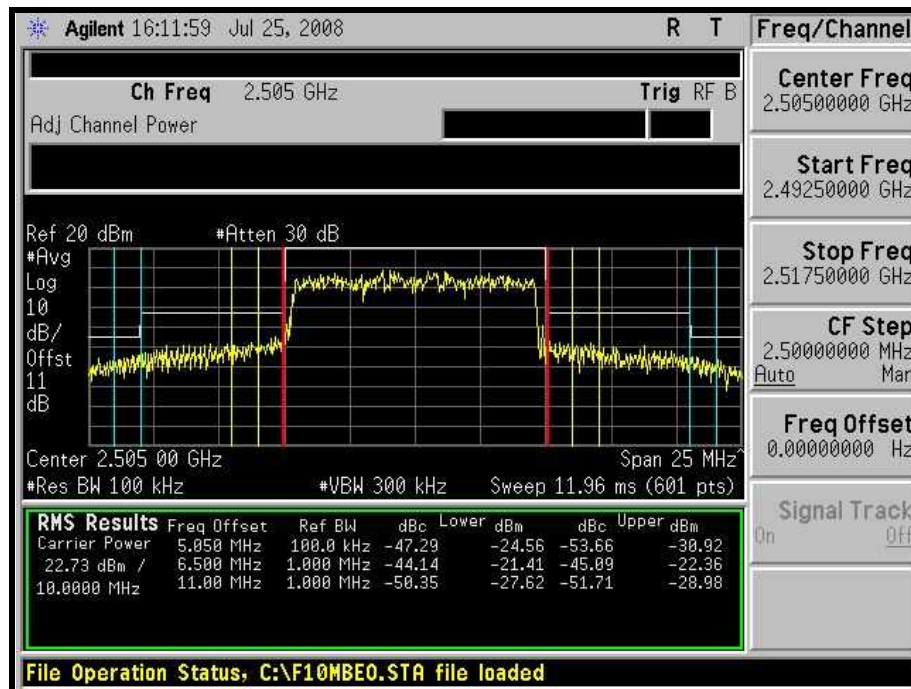 Agilent 16:11:59 Jul 25, 2008 R T
Freq/Channel
Ch Freq 2.505 GHz Trig RF B
Adj Channel Power
Center Freq
2.50500000 GHz
Start Freq
2.49250000 GHz
Stop Freq
2.51750000 GHz
CF Step
2.50000000 MHz
Auto Man
Freq Offset
0.00000000 Hz
Signal Track
On Off
Ref 20 dBm #Atten 30 dB
#Avg
Log
10
dB/
Offst
11
dB
Center 2.505 00 GHz Span 25 MHz^
#Res BW 100 kHz #VBW 300 kHz Sweep 11.96 ms (601 pts)
RMS Results Freq Offset Ref BW dBc Lower dBm dBc Upper dBm
Carrier Power 5.050 MHz 100.0 kHz -47.29 -24.56 -53.66 -30.92
22.73 dBm / 6.500 MHz 1.000 MHz -44.14 -21.41 -45.09 -22.36
10.0000 MHz 11.00 MHz 1.000 MHz -50.35 -27.62 -51.71 -28.98
File Operation Status, C:\F10MBEO.STA file loaded